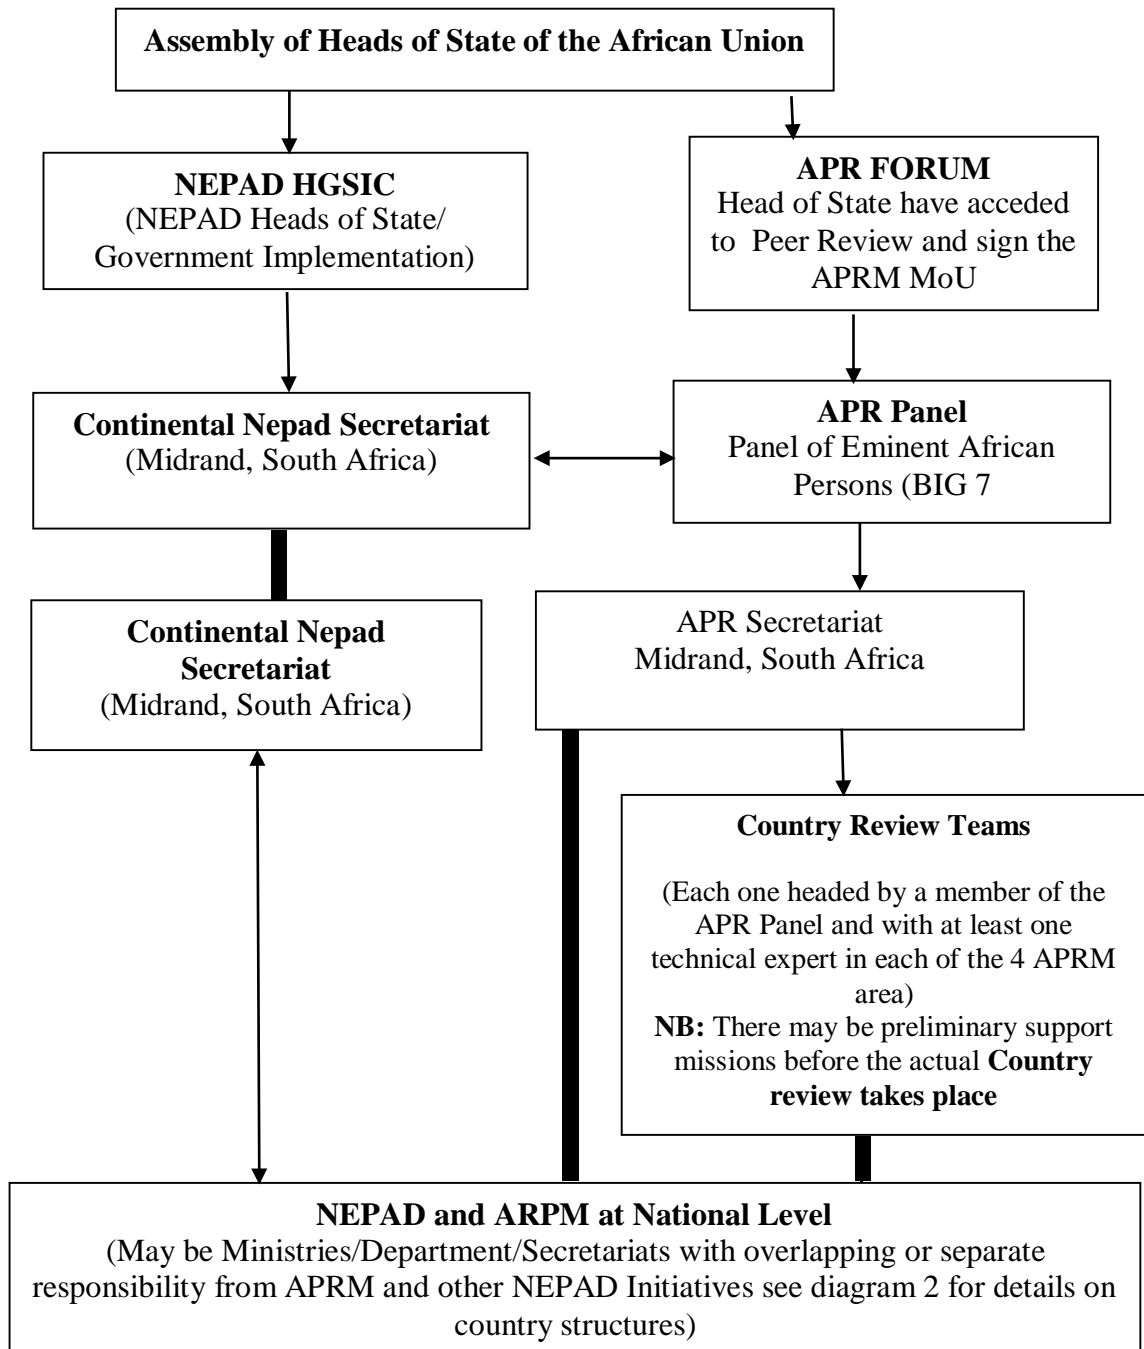 Assembly of Heads of State of the African Union
NEPAD HGSIC
(NEPAD Heads of State/
Government Implementation)
APR FORUM
Head of State have acceded
to Peer Review and sign the
APRM MoU
Continental Nepad Secretariat
(Midrand, South Africa)
APR Panel
Panel of Eminent African
Persons (BIG 7
Continental Nepad
Secretariat
(Midrand, South Africa)
APR Secretariat
Midrand, South Africa
Country Review Teams
(Each one headed by a member of the
APR Panel and with at least one
technical expert in each of the 4 APRM
area)
NB: There may be preliminary support
missions before the actual Country
review takes place
NEPAD and ARPM at National Level
(May be Ministries/Department/Secretariats with overlapping or separate
responsibility from APRM and other NEPAD Initiatives see diagram 2 for details on
country structures)